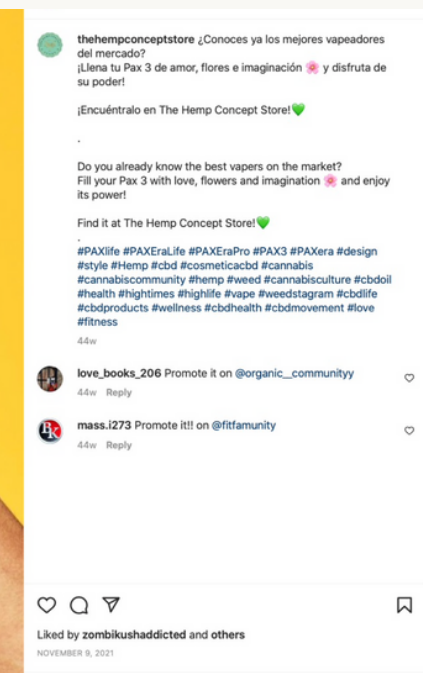 thehempconceptstore ¿Conoces ya los mejores vapeadores
del mercado?
¡Llena tu Pax 3 de amor, flores e imaginación 🌸 y disfruta de
su poder!
¡Encuéntralo en The Hemp Concept Store!💚
.
Do you already know the best vapers on the market?
Fill your Pax 3 with love, flowers and imagination 🌸 and enjoy
its power!
Find it at The Hemp Concept Store!💚
.
#PAXlife #PAXEraLife #PAXEraPro #PAX3 #PAXera #design
#style #Hemp #cbd #cosmeticacbd #cannabis
#cannabiscommunity #hemp #weed #cannabisculture #cbdoil
#health #hightimes #highlife #vape #weedstagram #cbdlife
#cbdproducts #wellness #cbdhealth #cbdmovement #love
#fitness
44w
love_books_206 Promote it on @organic__communityy
44w Reply
mass.i273 Promote it!! on @fitfamunity
44w Reply
Liked by zombikushaddicted and others
NOVEMBER 9, 2021